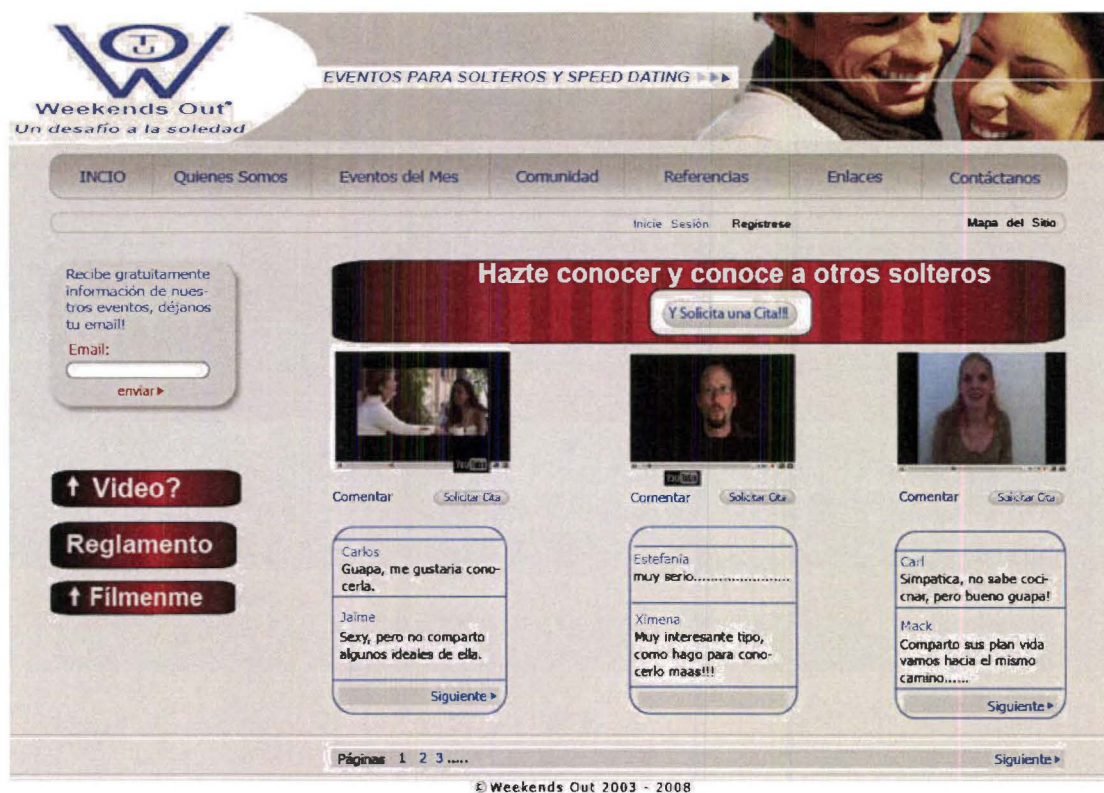 OUT
W
Weekends Out
Un desafío a la soledad
EVENTOS PARA SOLTEROS Y SPEED DATING
INCIO Quienes Somos Eventos del Mes Comunidad Referencias Enlaces Contáctanos
Inicie Sesión Registrese Mapa del Sitio
Recibe gratuitamente
información de nues-
tros eventos, déjanos
tu email!
Email:
enviar
Hazte conocer y conoce a otros solteros
Y Solicita una Cita!!!
↑ Video?
Reglamento
↑ Fílmenme
YouTube
YouTube
Comentar Solicitar Cita
Comentar Solicitar Cita
Comentar Solicitar Cita
Carlos
Guapa, me gustaria cono-
cerla.
Jaime
Sexy, pero no comparto
algunos ideales de ella.
Siguiente
Estefanía
muy serio........................
Ximena
Muy interesante tipo,
como hago para cono-
cerlo maas!!!
Carl
Simpatica, no sabe coci-
cnar, pero bueno guapa!
Mack
Comparto sus plan vida
vamos hacia el mismo
camino......
Siguiente
Páginas 1 2 3..... Siguiente
© Weekends Out 2003 - 2008